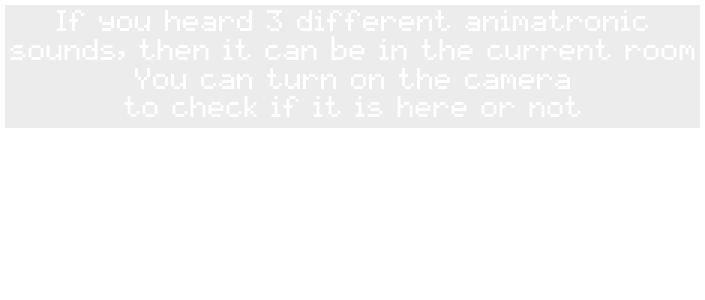 If you heard 3 different animatronic
sounds, then it can be in the current room
You can turn on the camera
to check if it is here or not